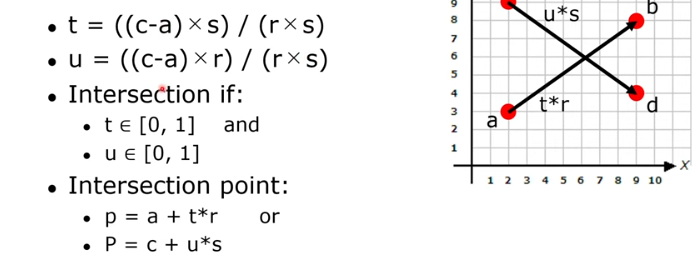 • t = ((c-a)×s) / (r×s)
• u = ((c-a)×r) / (r×s)
• Intersection if:
• t ∈ [0, 1] and
• u ∈ [0, 1]
• Intersection point:
• p = a + t*r or
• P = c + u*s
9
8
7
6
5
4
3
2
1
u*s
b
t*r
a
d
X
1 2 3 4 5 6 7 8 9 10